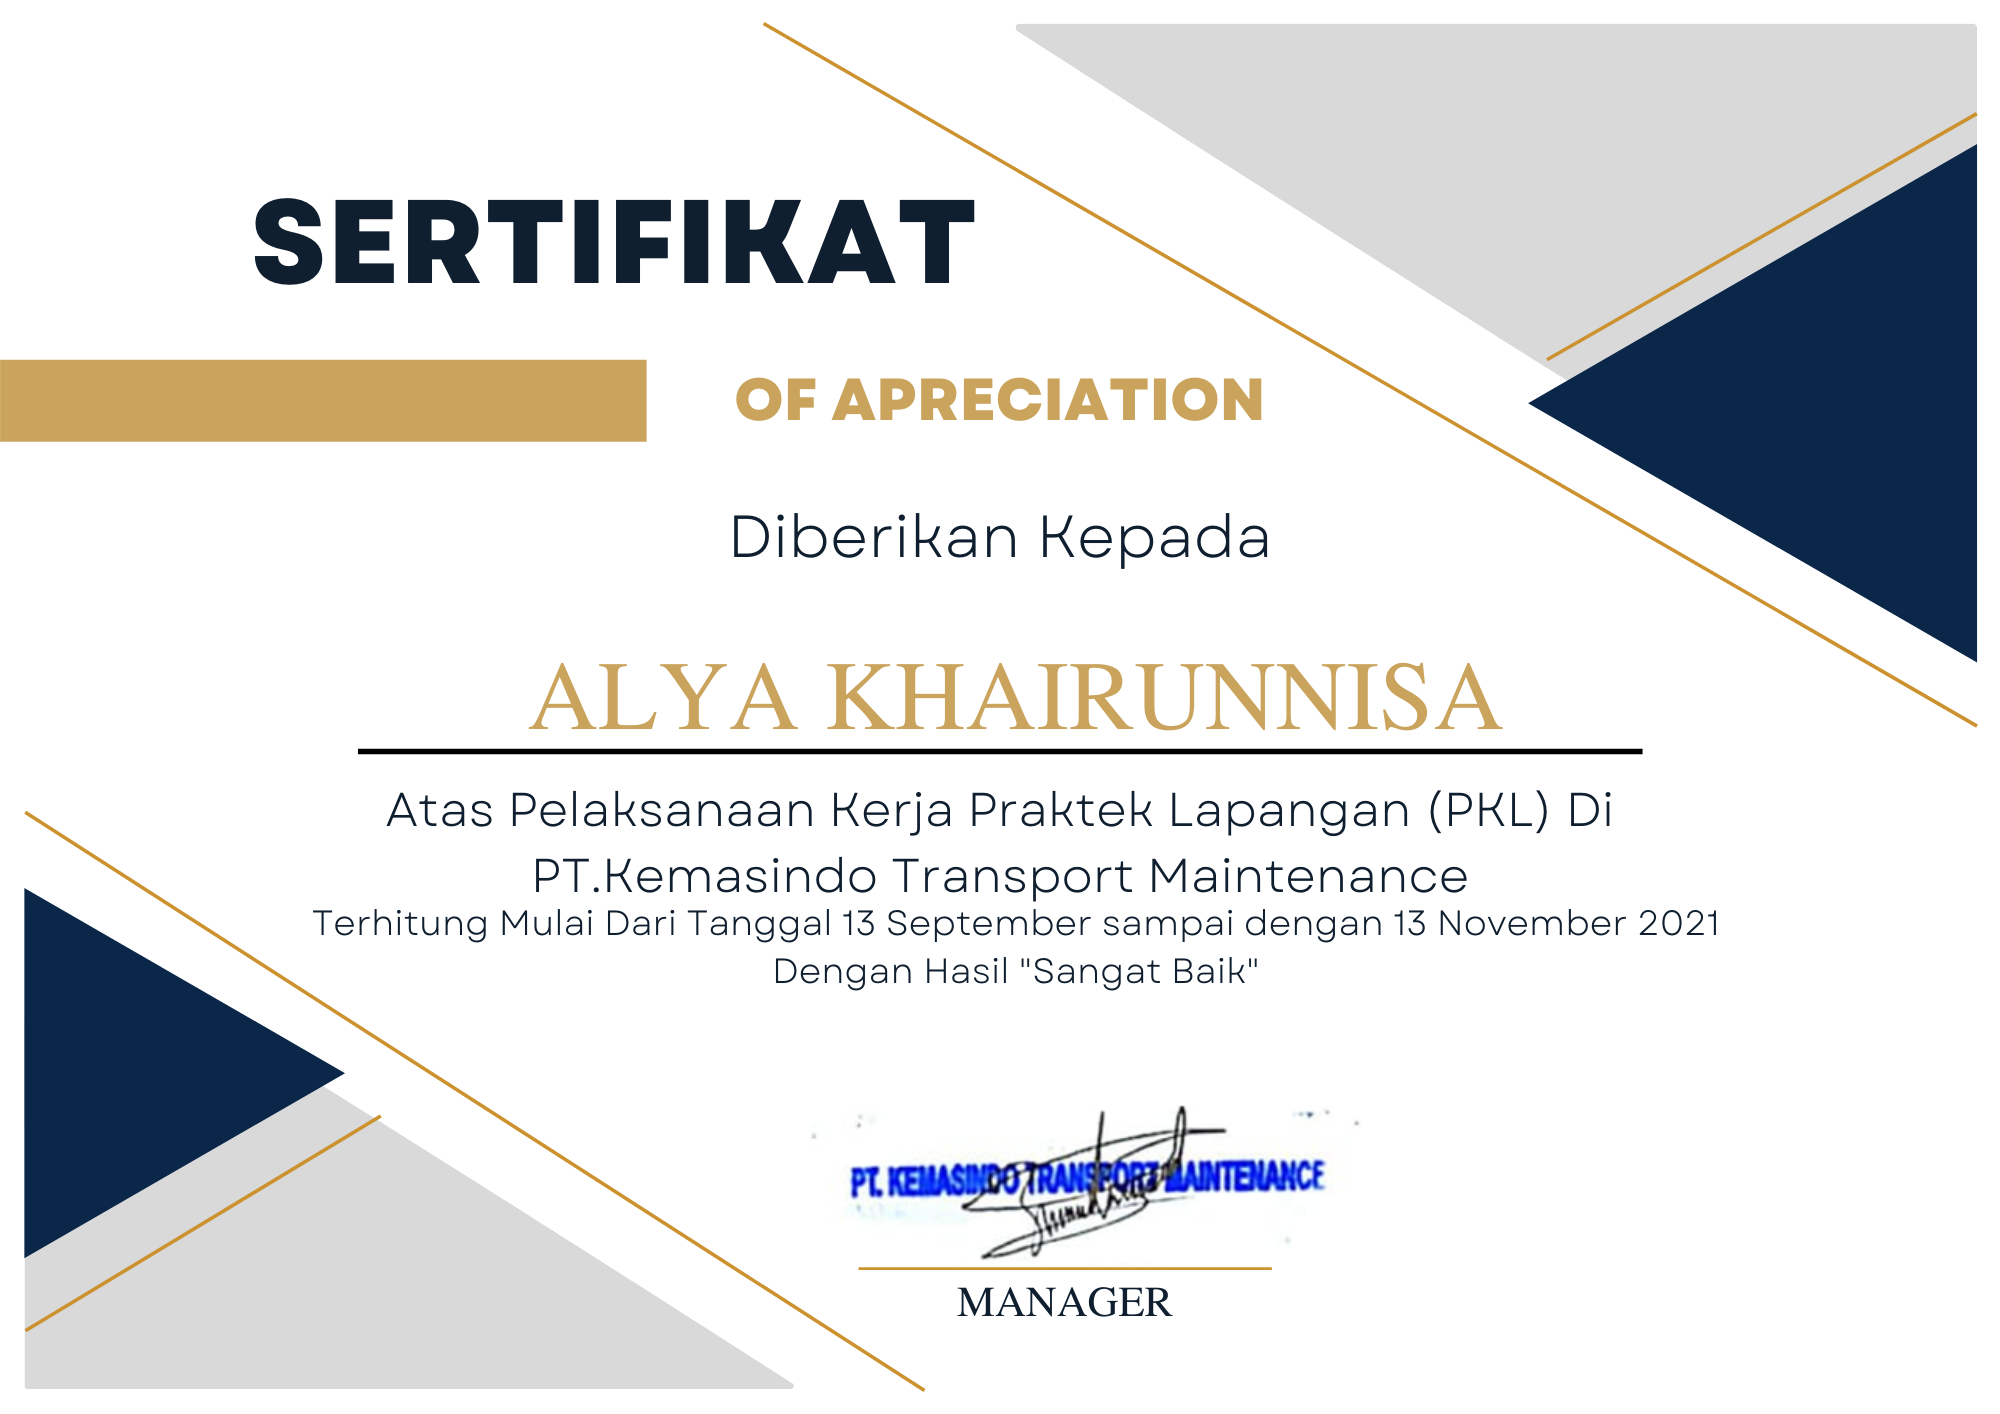 SERTIFIKAT
OF APRECIATION
Diberikan Kepada
ALYA KHAIRUNNISA
Atas Pelaksanaan Kerja Praktek Lapangan (PKL) Di
PT.Kemasindo Transport Maintenance
Terhitung Mulai Dari Tanggal 13 September sampai dengan 13 November 2021
Dengan Hasil "Sangat Baik"
PT. KEMASINDO TRANSPORT MAINTENANCE
MANAGER